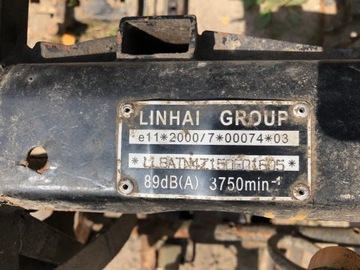 LINHAI GROUP
e11*2000/7*00074*03
89dB(A) 3750min⁻¹